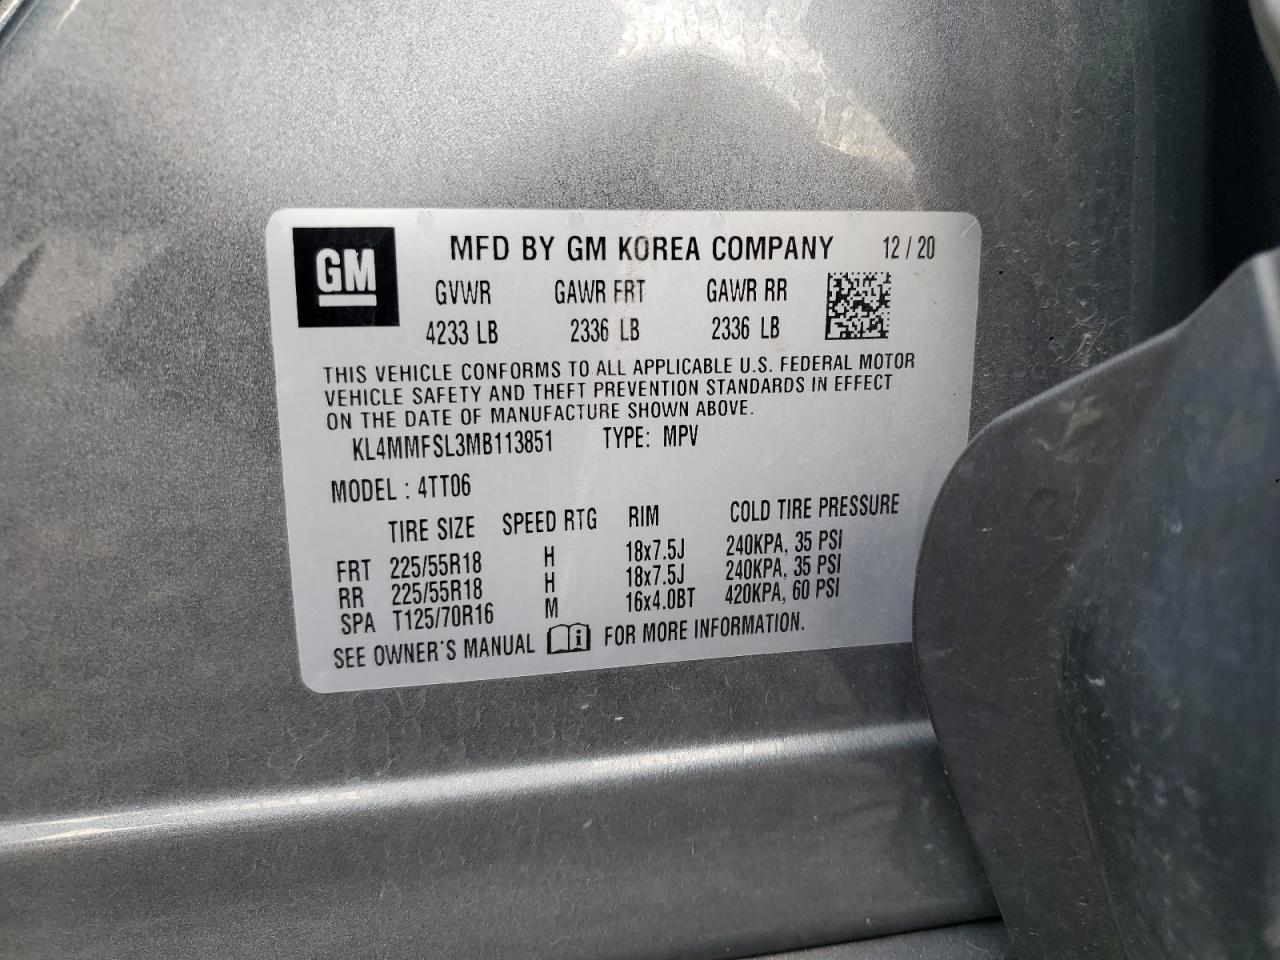 GM MFD BY GM KOREA COMPANY 12 / 20
GVWR GAWR FRT GAWR RR
4233 LB 2336 LB 2336 LB
THIS VEHICLE CONFORMS TO ALL APPLICABLE U.S. FEDERAL MOTOR
VEHICLE SAFETY AND THEFT PREVENTION STANDARDS IN EFFECT
ON THE DATE OF MANUFACTURE SHOWN ABOVE.
KL4MMFSL3MB113851 TYPE: MPV
MODEL : 4TT06
TIRE SIZE SPEED RTG RIM COLD TIRE PRESSURE
FRT 225/55R18 H 18x7.5J 240KPA, 35 PSI
RR 225/55R18 H 18x7.5J 240KPA, 35 PSI
SPA T125/70R16 M 16x4.0BT 420KPA, 60 PSI
SEE OWNER'S MANUAL i FOR MORE INFORMATION.